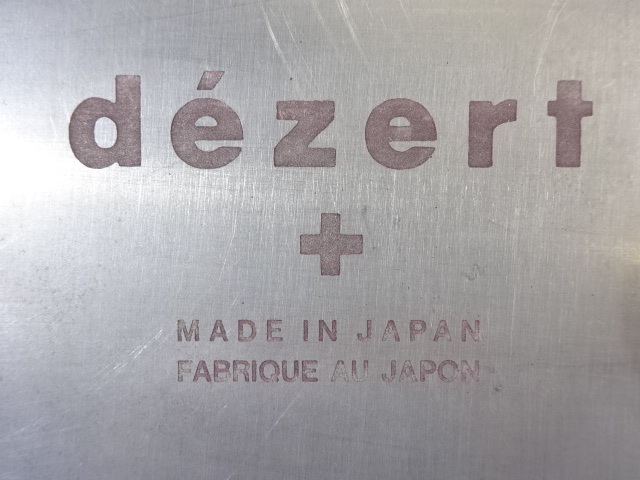 dézert
+
MADE IN JAPAN
FABRIQUE AU JAPON